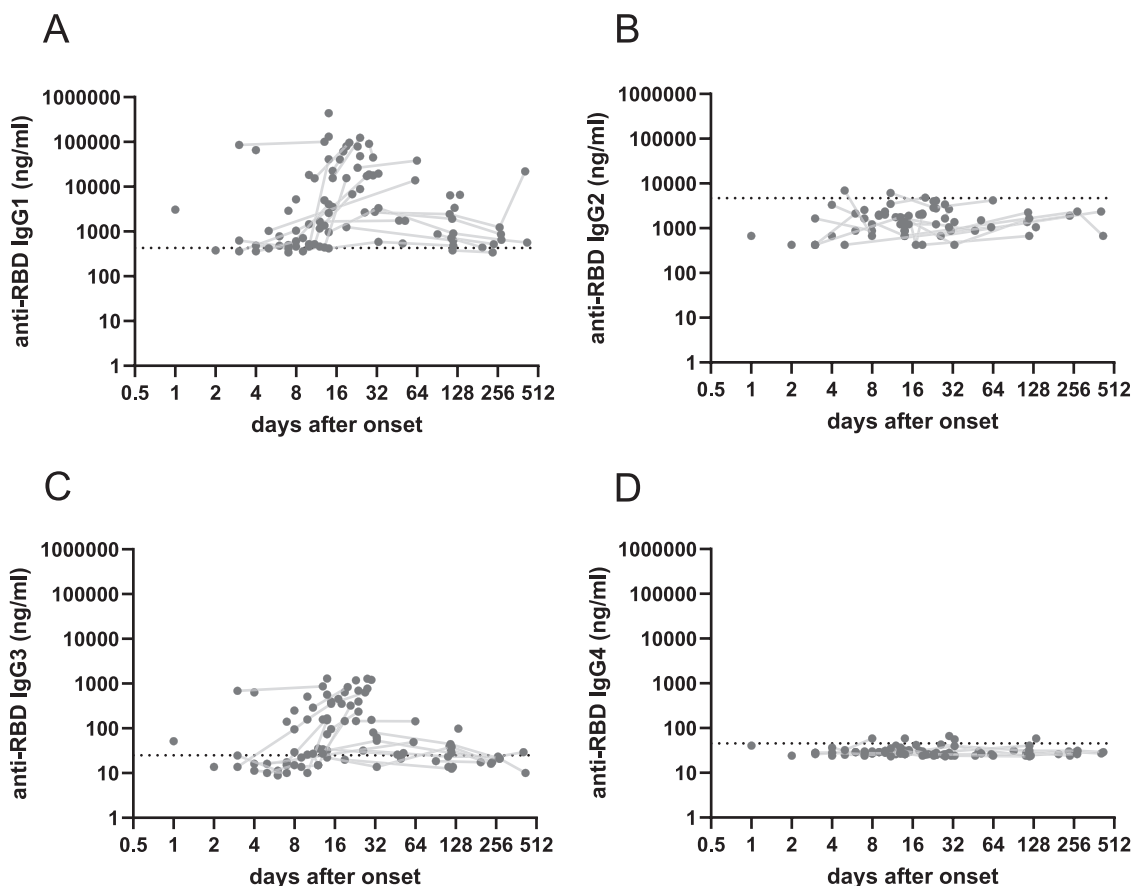 A
anti-RBD IgG1 (ng/ml)
1000000
100000
10000
1000
100
10
1
0.5 1 2 4 8 16 32 64 128 256 512
days after onset
B
anti-RBD IgG2 (ng/ml)
1000000
100000
10000
1000
100
10
1
0.5 1 2 4 8 16 32 64 128 256 512
days after onset
C
anti-RBD IgG3 (ng/ml)
1000000
100000
10000
1000
100
10
1
0.5 1 2 4 8 16 32 64 128 256 512
days after onset
D
anti-RBD IgG4 (ng/ml)
1000000
100000
10000
1000
100
10
1
0.5 1 2 4 8 16 32 64 128 256 512
days after onset